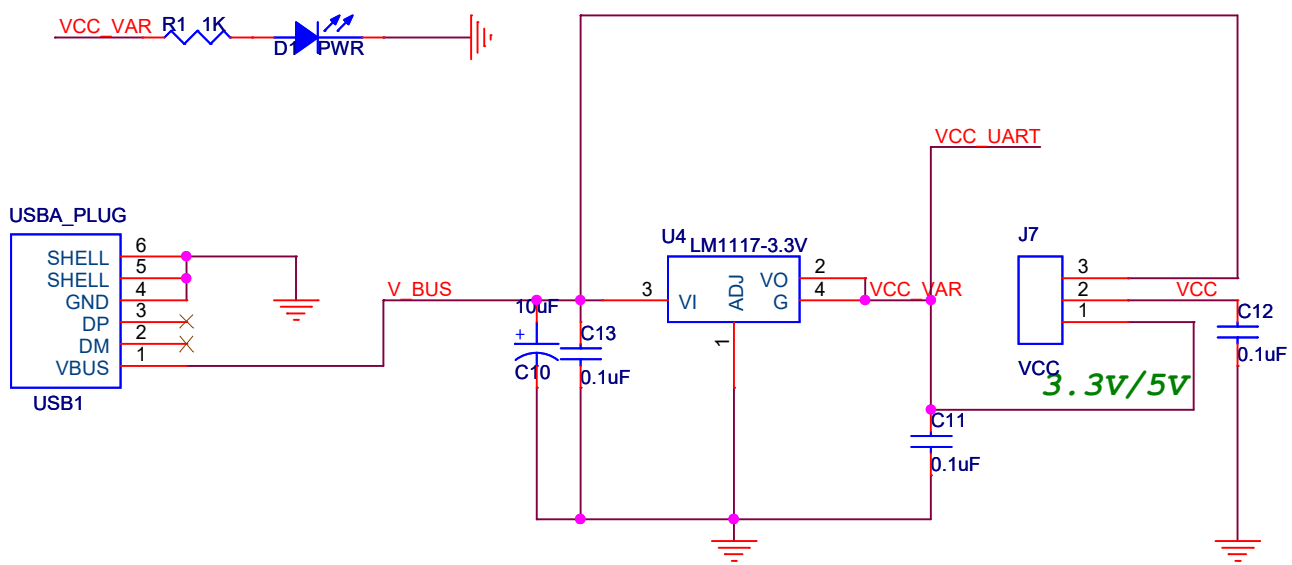 VCC_VAR
R1 1K
D1 PWR
VCC_UART
USBA_PLUG
6
SHELL
5
SHELL
4
GND
3
DP
2
DM
1
VBUS
USB1
V_BUS
10uF
+
C10
C13
0.1uF
U4 LM1117-3.3V
3
VI
ADJ
VO
G
2
4
1
VCC_VAR
C11
0.1uF
J7
3
2
1
VCC
3.3V/5V
VCC
C12
0.1uF